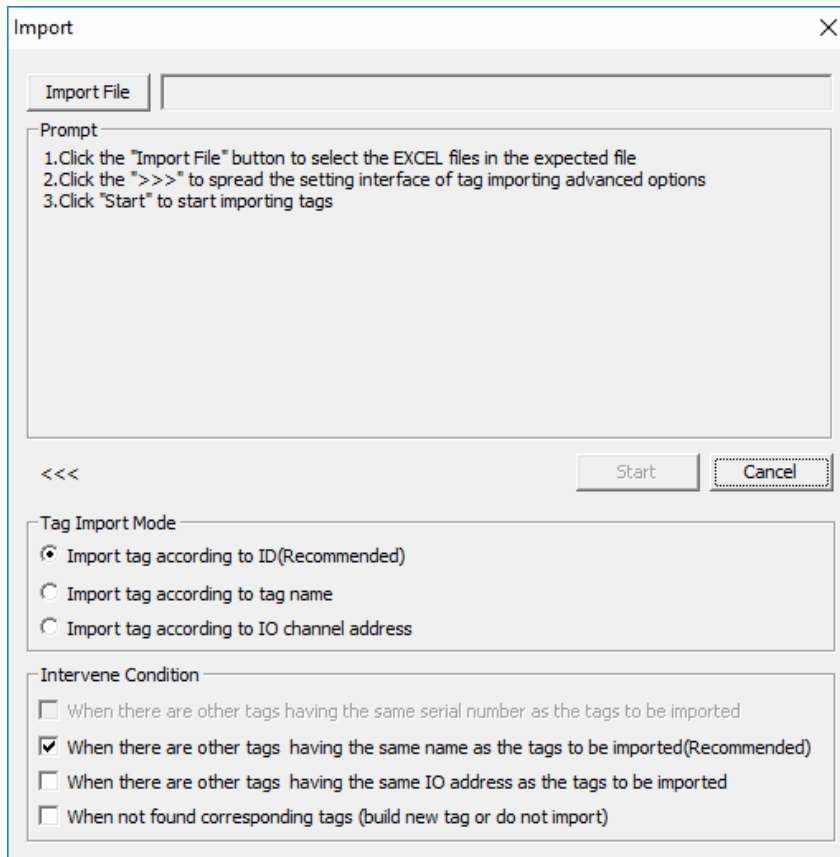 Import
Import File
Prompt
1.Click the "Import File" button to select the EXCEL files in the expected file
2.Click the ">>>" to spread the setting interface of tag importing advanced options
3.Click "Start" to start importing tags
<<<
Start
Cancel
Tag Import Mode
Import tag according to ID(Recommended)
Import tag according to tag name
Import tag according to IO channel address
Intervene Condition
When there are other tags having the same serial number as the tags to be imported
When there are other tags  having the same name as the tags to be imported(Recommended)
When there are other tags  having the same IO address as the tags to be imported
When not found corresponding tags (build new tag or do not import)